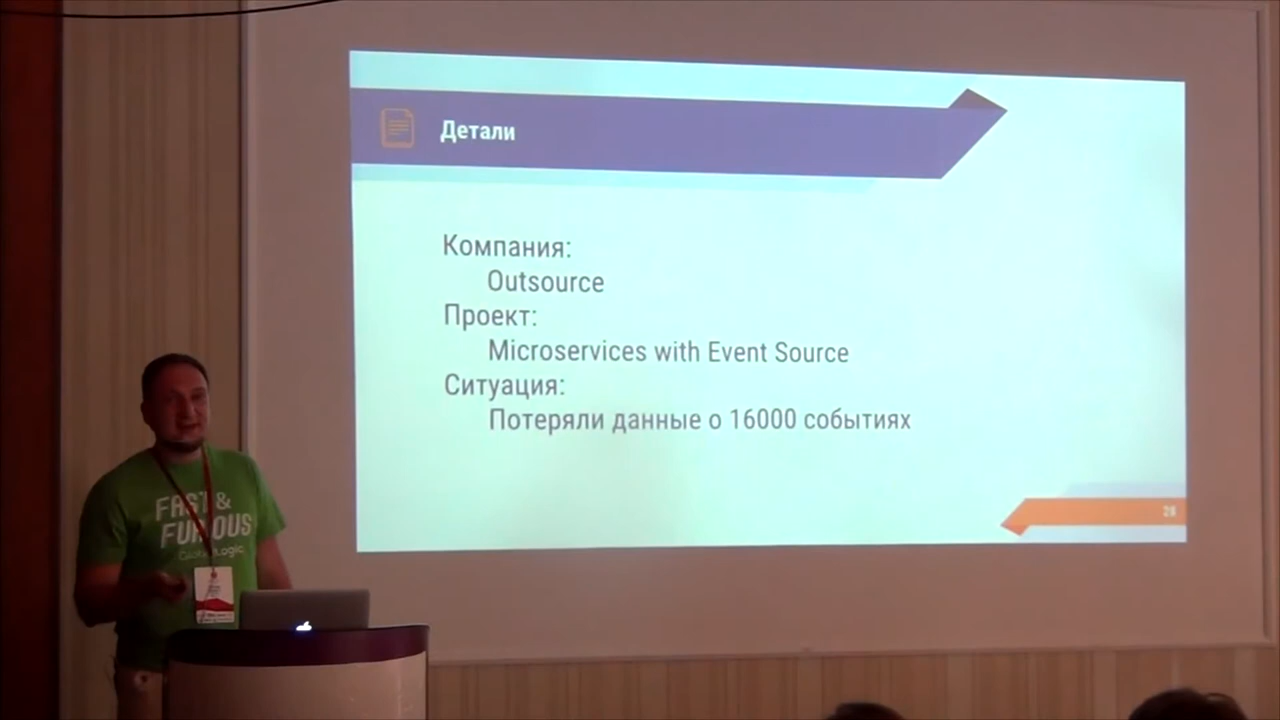 Детали
Компания:
Outsource
Проект:
Microservices with Event Source
Ситуация:
Потеряли данные о 16000 событиях
28
FAST &
FURIOUS
GlobalLogic